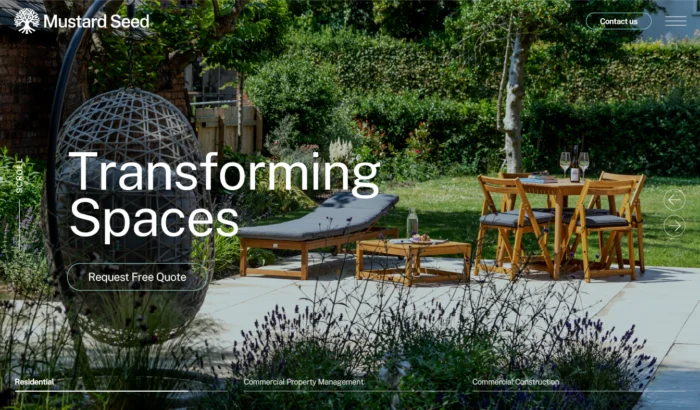 Mustard Seed
Contact us
SCROLL
Transforming
Spaces
Request Free Quote
Residential
Commercial Property Management
Commercial Construction